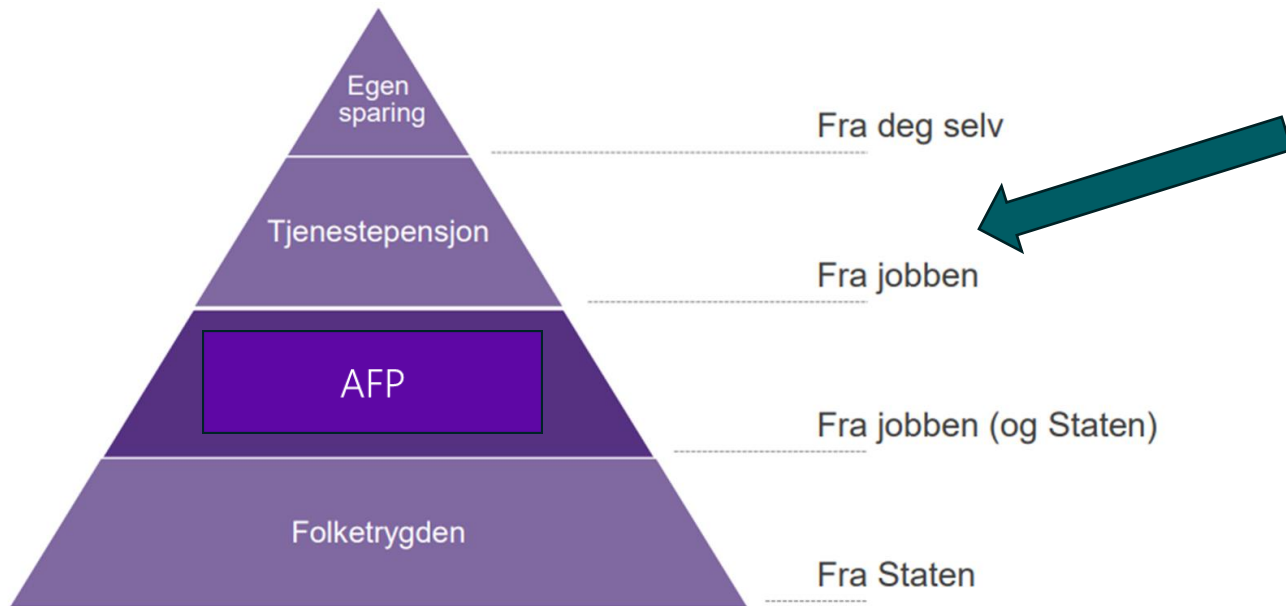 Egen
sparing
Fra deg selv
Tjenestepensjon
Fra jobben
AFP
Fra jobben (og Staten)
Folketrygden
Fra Staten